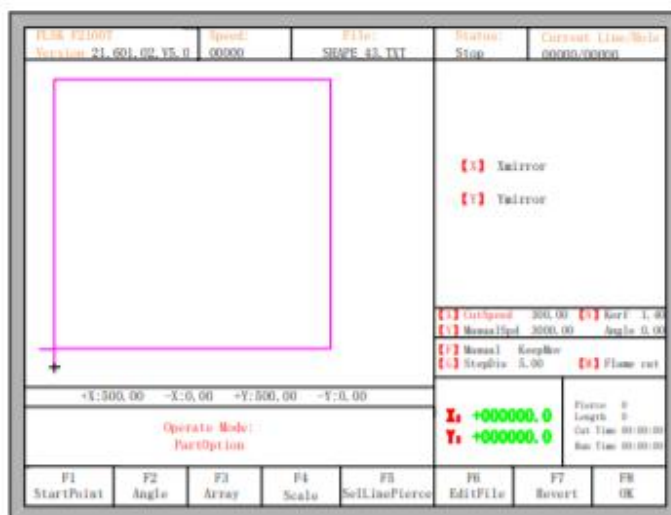 FLSK F2100T
Version 21.601.02.V5.0
Speed:
00000
File:
SHAPE_43.TXT
Status:
Stop
Current Line/Hole
00000/00000
【X】 Xmirror
【Y】 Ymirror
CutSpeed 300.00 Kerf 1.40
ManualSpd 3000.00 Angle 0.00
【F】 Manual KeepMov
【G】 StepDis 5.00 Flame cut
+X:500.00 -X:0.00 +Y:500.00 -Y:0.00
Operate Mode:
PartOption
X: +000000.0
Y: +000000.0
Pierce 0
Length 0
Cut Time 00:00:00
Run Time 00:00:00
F1
StartPoint
F2
Angle
F3
Array
F4
Scale
F5
SelLinePierce
F6
EditFile
F7
Revert
F8
OK